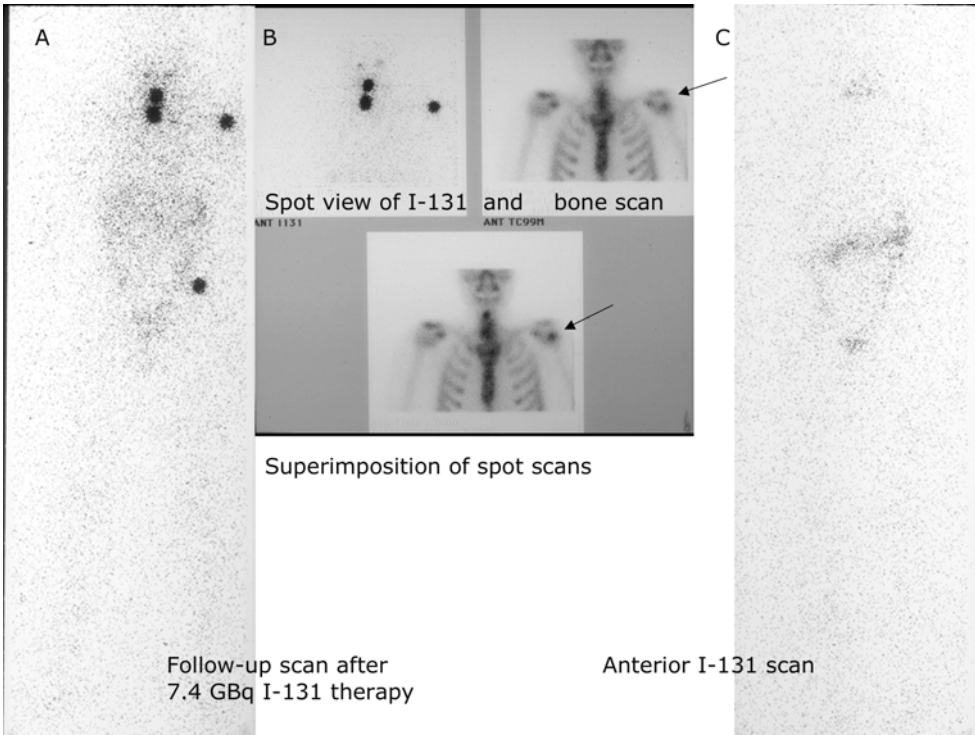 A
B
C
Spot view of I-131 and bone scan
ANT I131
ANT TC99M
Superimposition of spot scans
Follow-up scan after
7.4 GBq I-131 therapy
Anterior I-131 scan